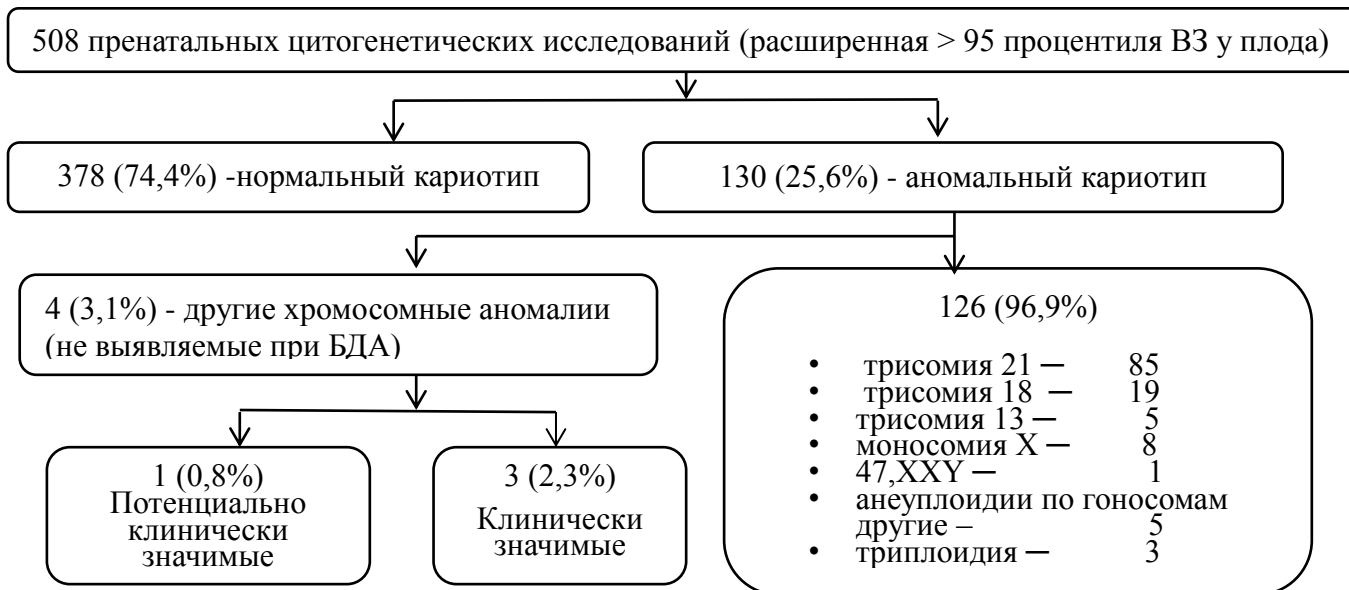 508 пренатальных цитогенетических исследований (расширенная > 95 процентиля ВЗ у плода)
378 (74,4%) -нормальный кариотип
130 (25,6%) - аномальный кариотип
4 (3,1%) - другие хромосомные аномалии
(не выявляемые при БДА)
126 (96,9%)
• трисомия 21 — 85
• трисомия 18 — 19
• трисомия 13 — 5
• моносомия Х — 8
• 47,XXY — 1
• анеуплоидии по гоносомам
другие – 5
• триплоидия — 3
1 (0,8%)
Потенциально
клинически
значимые
3 (2,3%)
Клинически
значимые